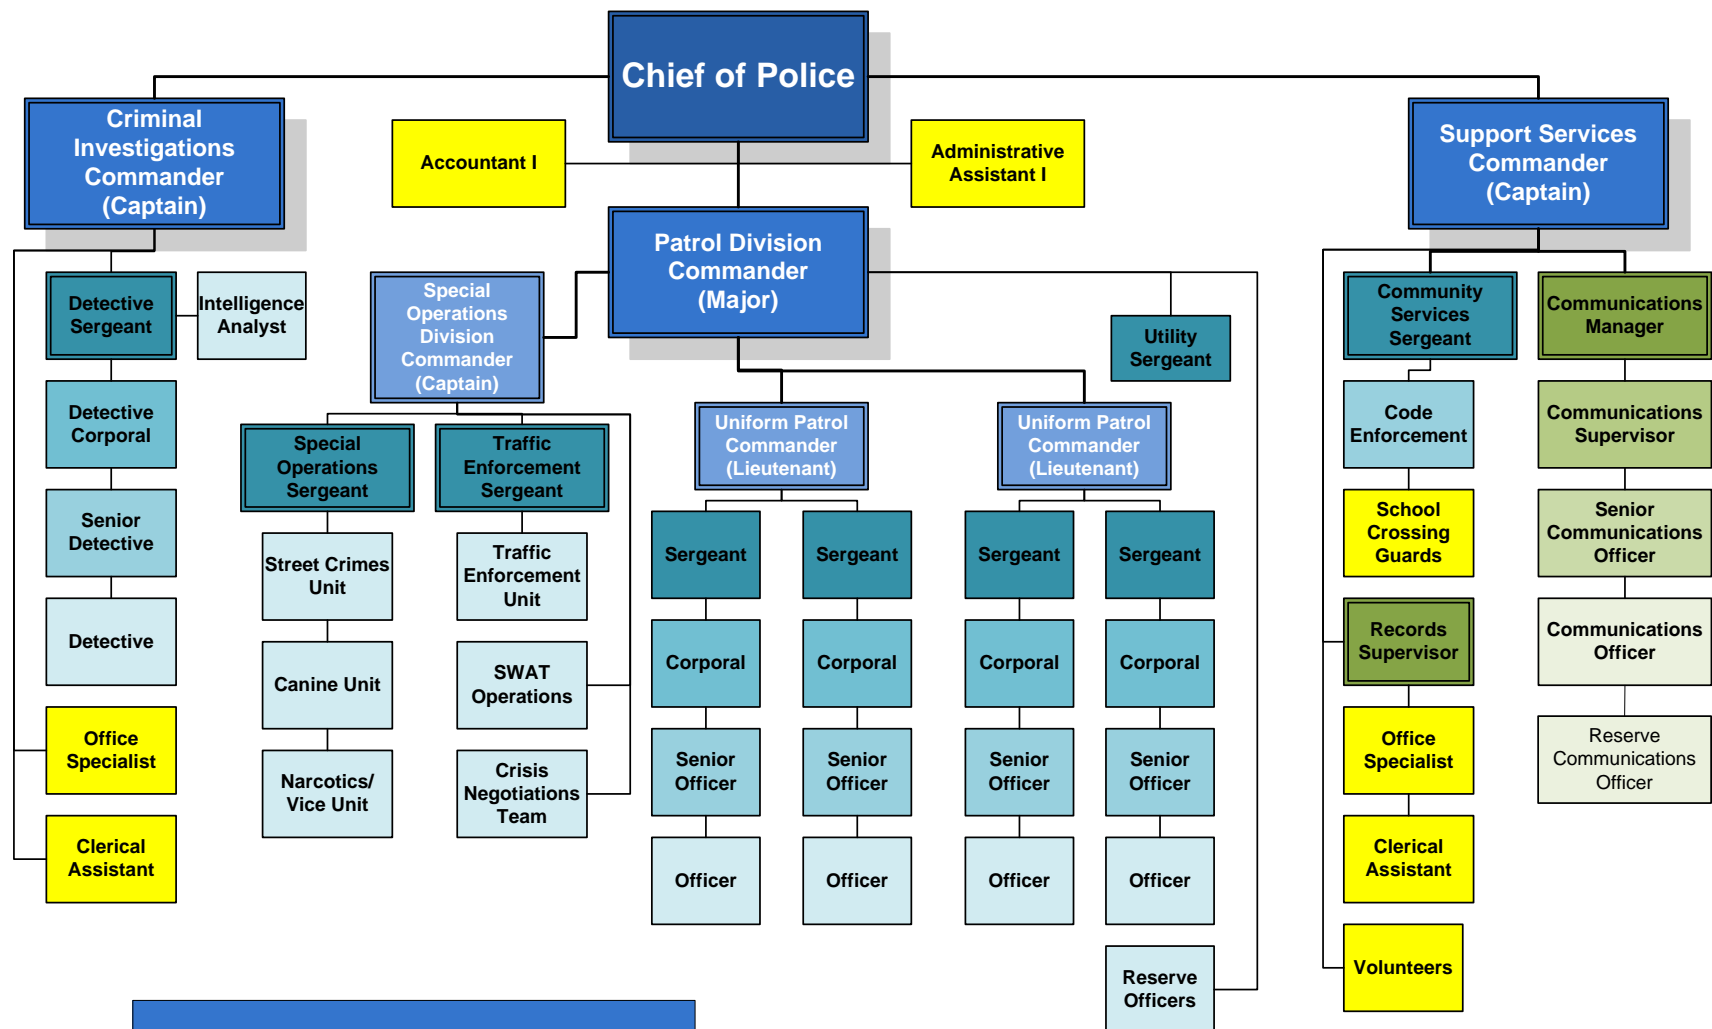 Chief of Police
Criminal
Investigations
Commander
(Captain)
Accountant I
Administrative
Assistant I
Support Services
Commander
(Captain)
Patrol Division
Commander
(Major)
Detective
Sergeant
Intelligence
Analyst
Special
Operations
Division
Commander
(Captain)
Utility
Sergeant
Community
Services
Sergeant
Communications
Manager
Detective
Corporal
Special
Operations
Sergeant
Traffic
Enforcement
Sergeant
Uniform Patrol
Commander
(Lieutenant)
Uniform Patrol
Commander
(Lieutenant)
Code
Enforcement
Communications
Supervisor
Senior
Detective
Street Crimes
Unit
Traffic
Enforcement
Unit
Sergeant
Sergeant
Sergeant
Sergeant
School
Crossing
Guards
Senior
Communications
Officer
Detective
Canine Unit
SWAT
Operations
Corporal
Corporal
Corporal
Corporal
Records
Supervisor
Communications
Officer
Office
Specialist
Narcotics/
Vice Unit
Crisis
Negotiations
Team
Senior
Officer
Senior
Officer
Senior
Officer
Senior
Officer
Office
Specialist
Reserve
Communications
Officer
Clerical
Assistant
Officer
Officer
Officer
Officer
Clerical
Assistant
Reserve
Officers
Volunteers